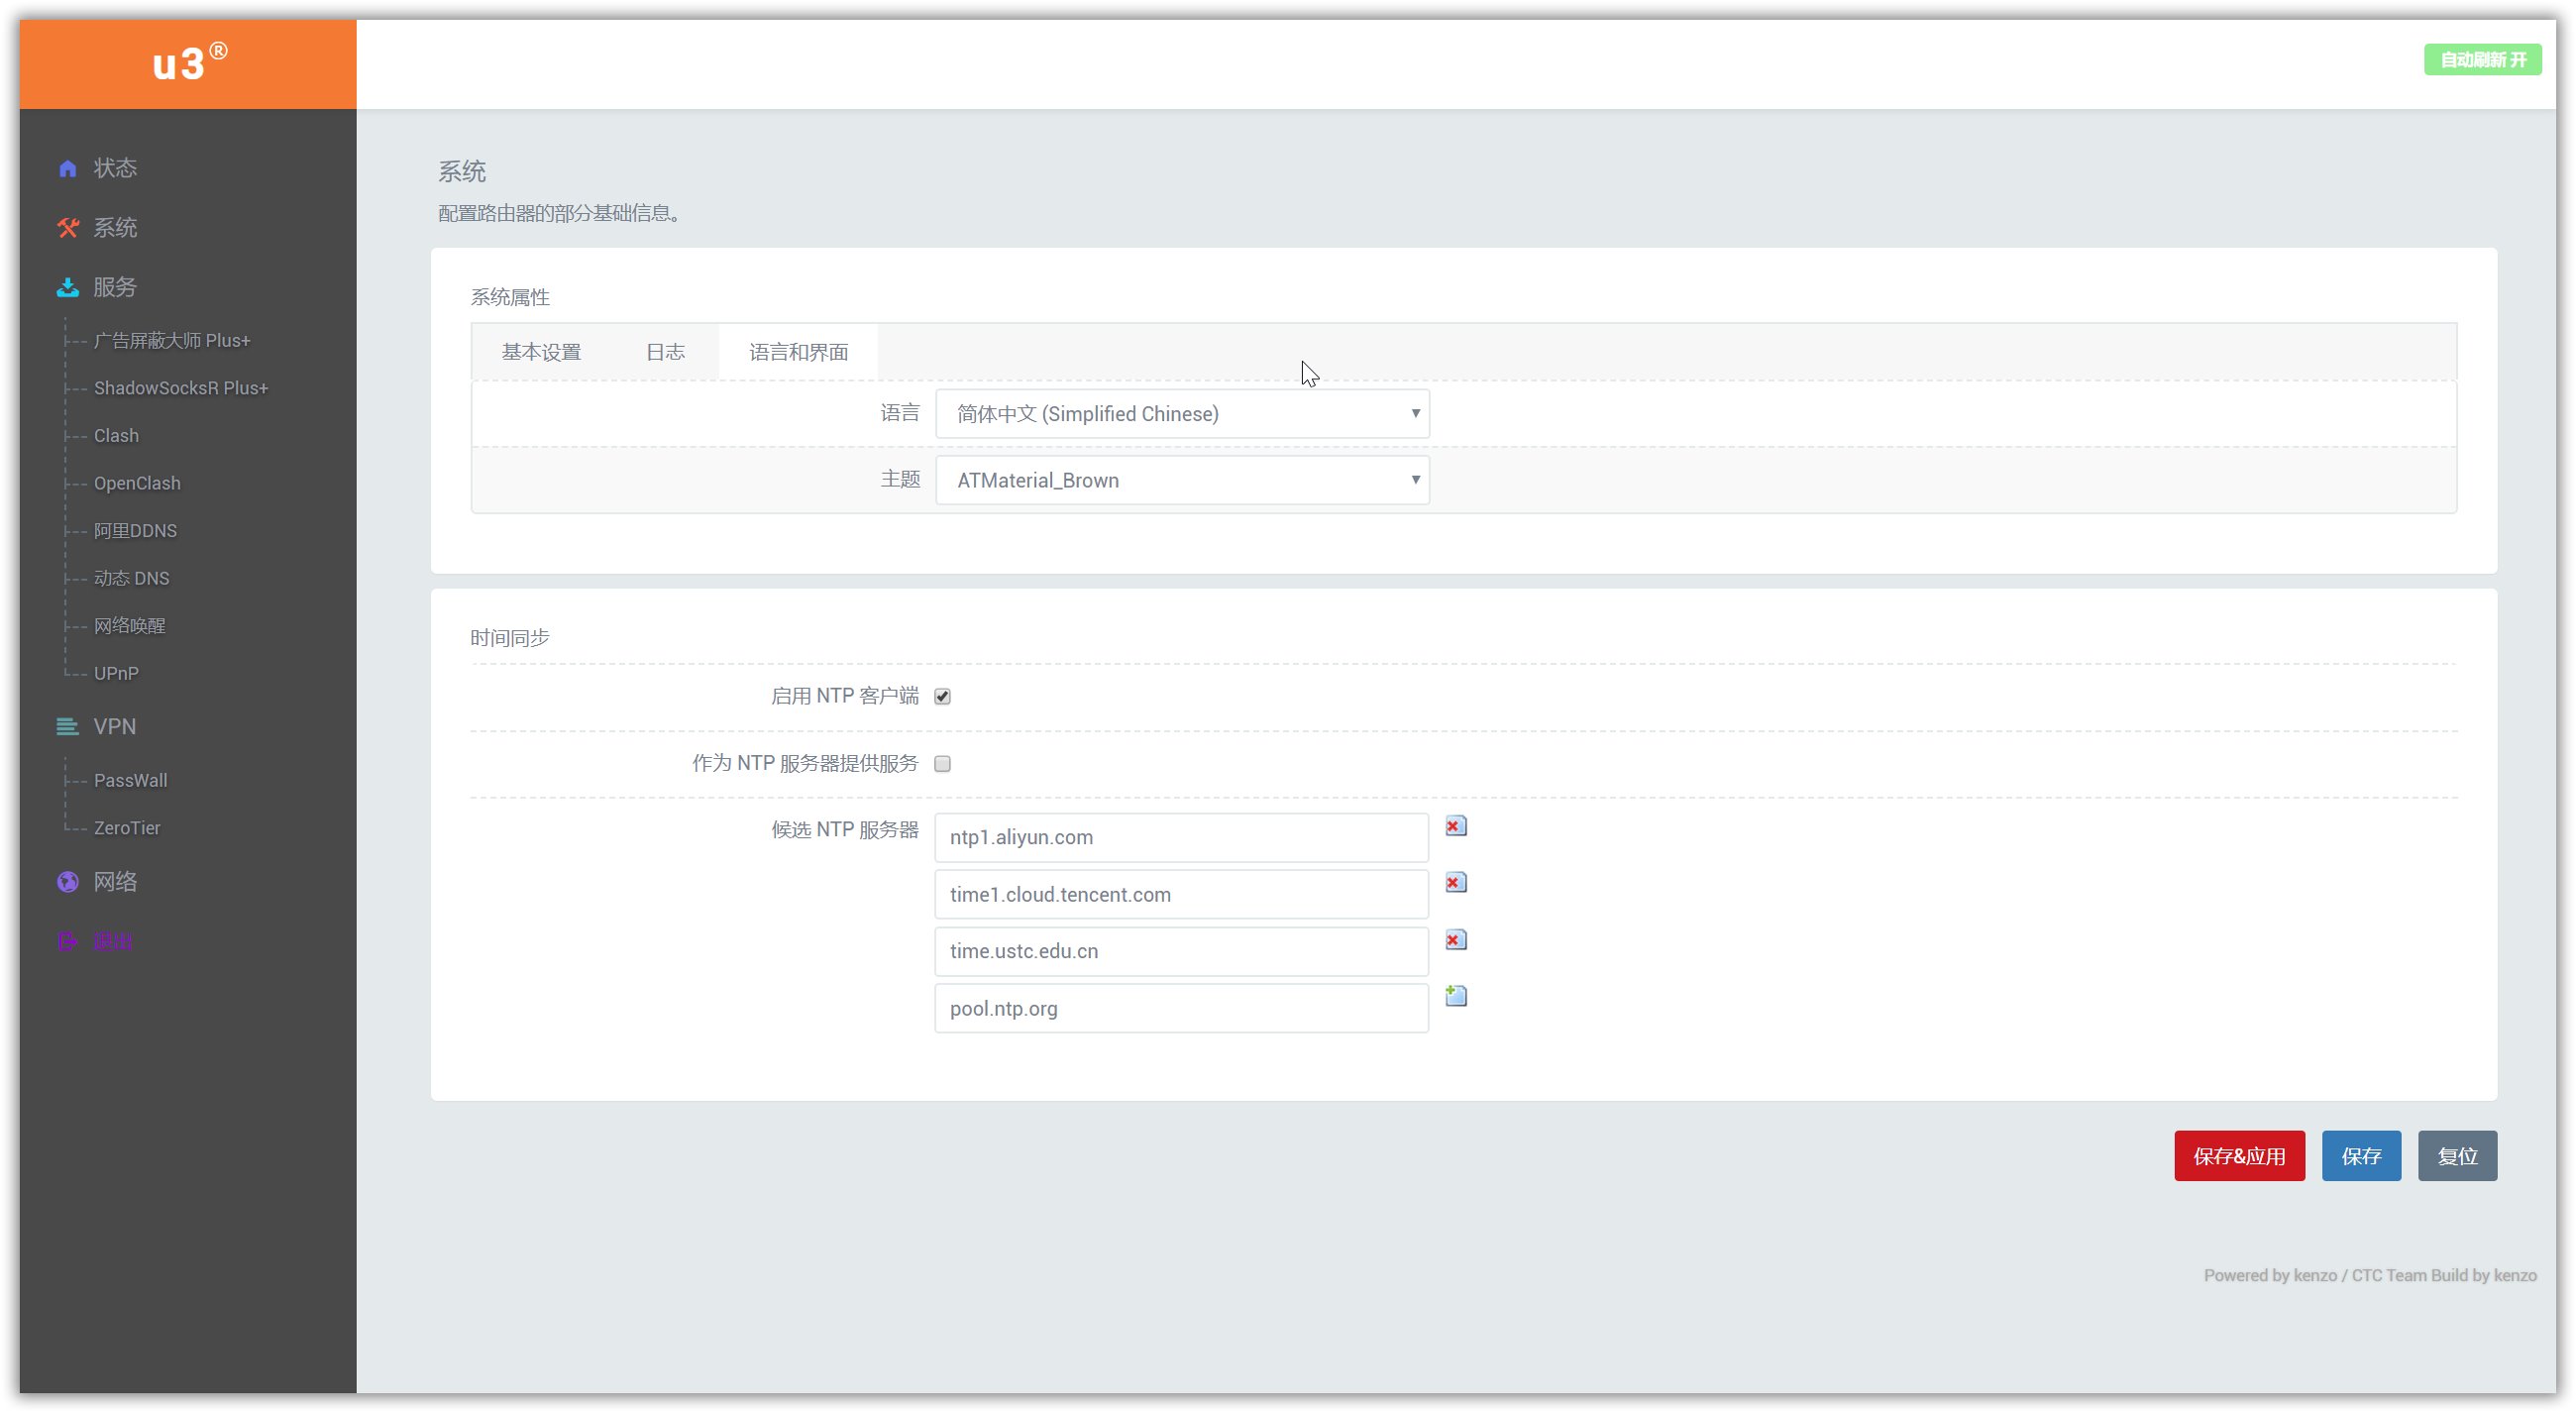 u3®
自动刷新 开
状态
系统
服务
广告屏蔽大师 Plus+
ShadowSocksR Plus+
Clash
OpenClash
阿里DDNS
动态 DNS
网络唤醒
UPnP
VPN
PassWall
ZeroTier
网络
退出
系统
配置路由器的部分基础信息。
系统属性
基本设置 日志 语言和界面
语言 简体中文 (Simplified Chinese)
主题 ATMaterial_Brown
时间同步
启用 NTP 客户端
作为 NTP 服务器提供服务
候选 NTP 服务器 ntp1.aliyun.com
time1.cloud.tencent.com
time.ustc.edu.cn
pool.ntp.org
保存&应用 保存 复位
Powered by kenzo / CTC Team Build by kenzo